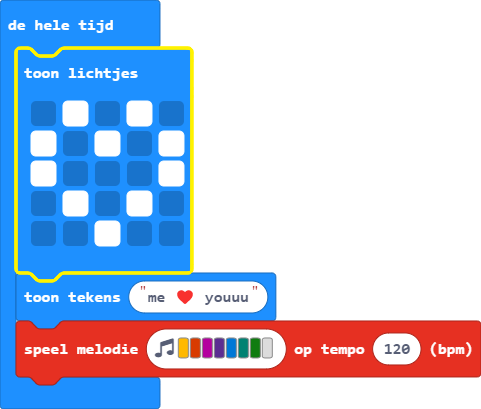 de hele tijd
toon lichtjes
toon tekens "me ❤ youuu"
speel melodie op tempo 120 (bpm)